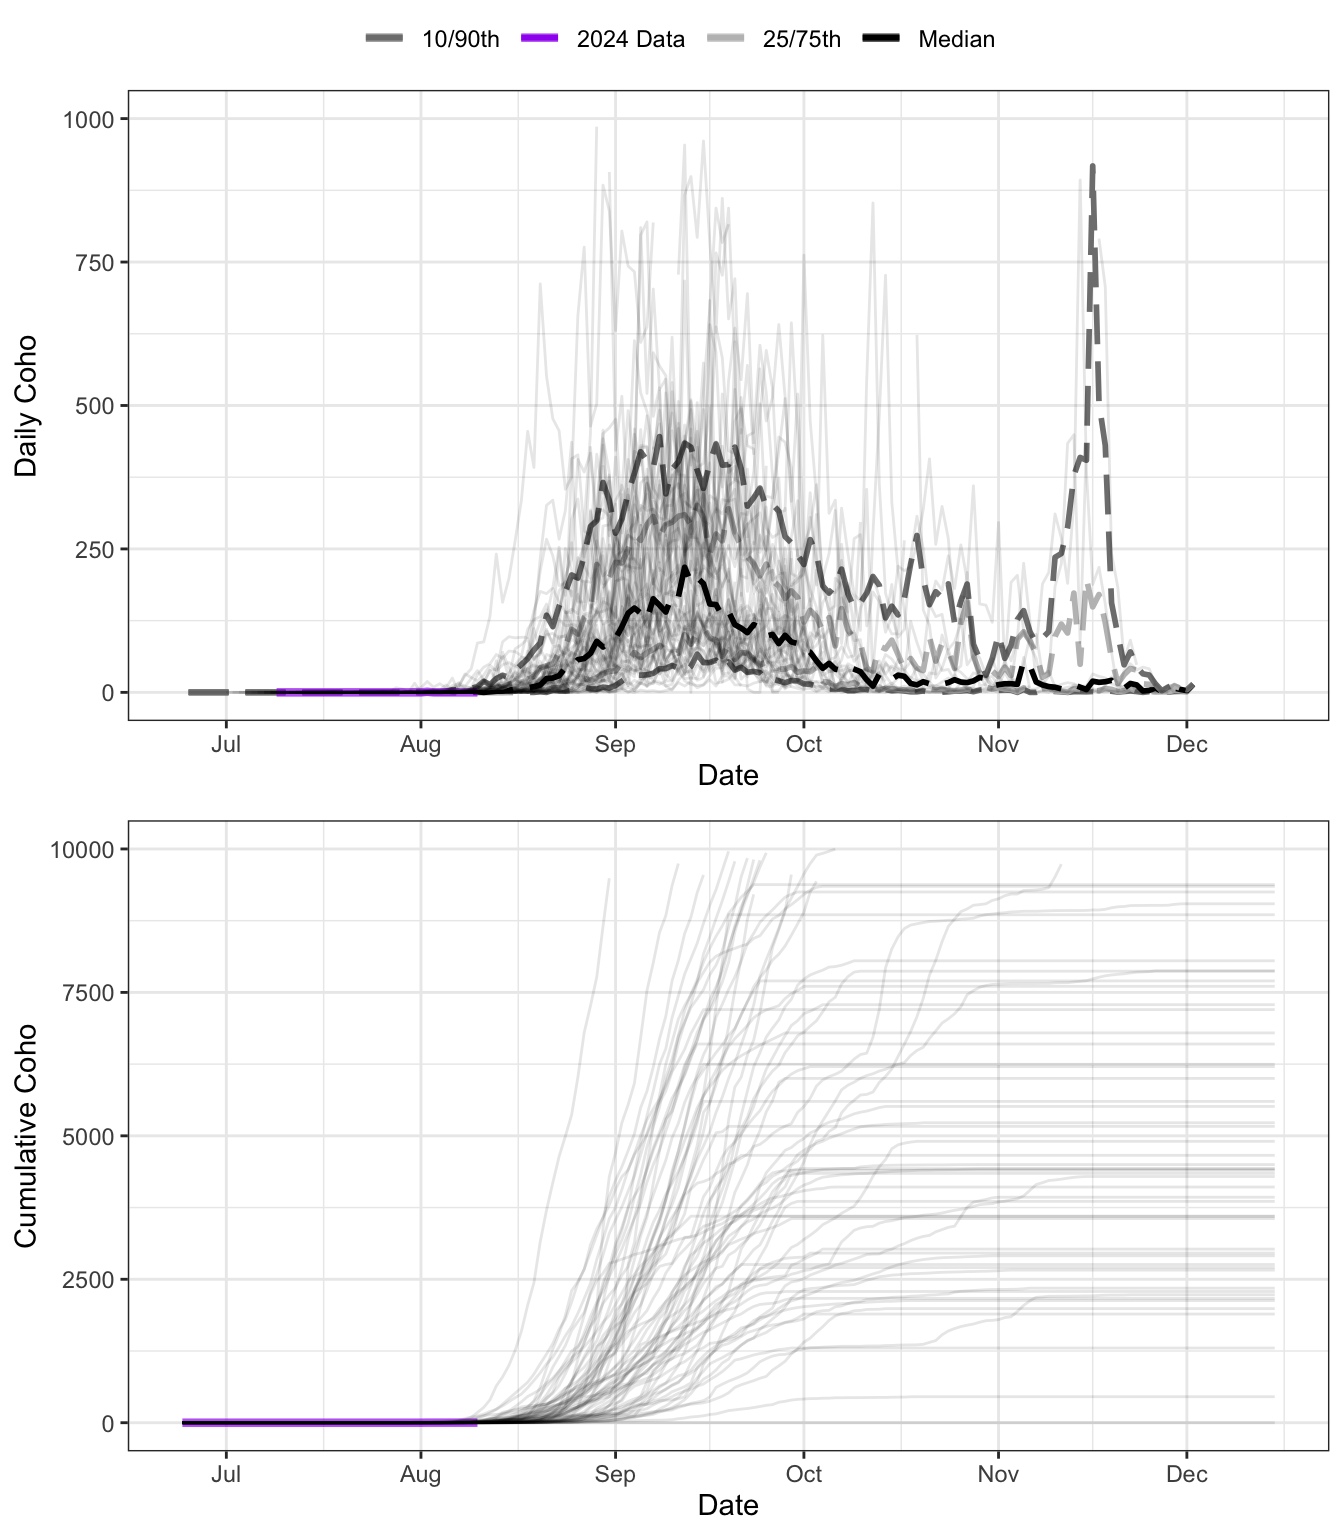 10/90th 2024 Data 25/75th Median
1000
750
500
250
0
Daily Coho
Jul Aug Sep Oct Nov Dec
Date
10000
7500
5000
2500
0
Cumulative Coho
Jul Aug Sep Oct Nov Dec
Date